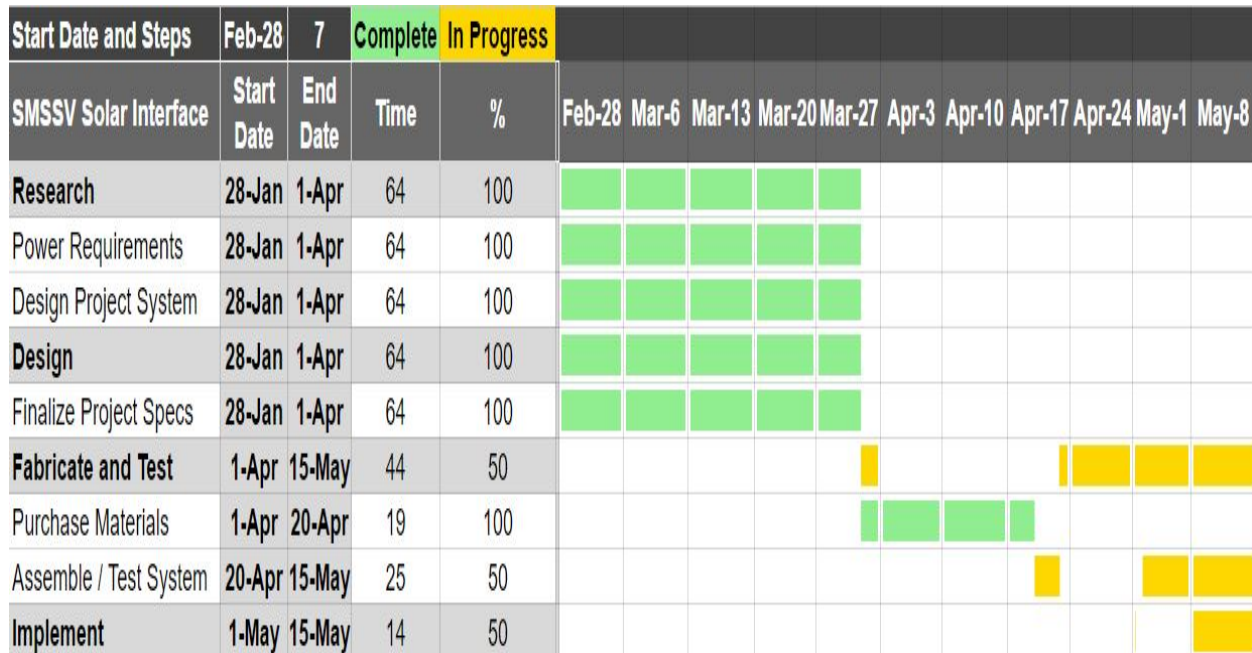 Start Date and Steps Feb-28 7 Complete In Progress
SMSSV Solar Interface Start Date End Date Time % Feb-28 Mar-6 Mar-13 Mar-20 Mar-27 Apr-3 Apr-10 Apr-17 Apr-24 May-1 May-8
Research 28-Jan 1-Apr 64 100
Power Requirements 28-Jan 1-Apr 64 100
Design Project System 28-Jan 1-Apr 64 100
Design 28-Jan 1-Apr 64 100
Finalize Project Specs 28-Jan 1-Apr 64 100
Fabricate and Test 1-Apr 15-May 44 50
Purchase Materials 1-Apr 20-Apr 19 100
Assemble / Test System 20-Apr 15-May 25 50
Implement 1-May 15-May 14 50